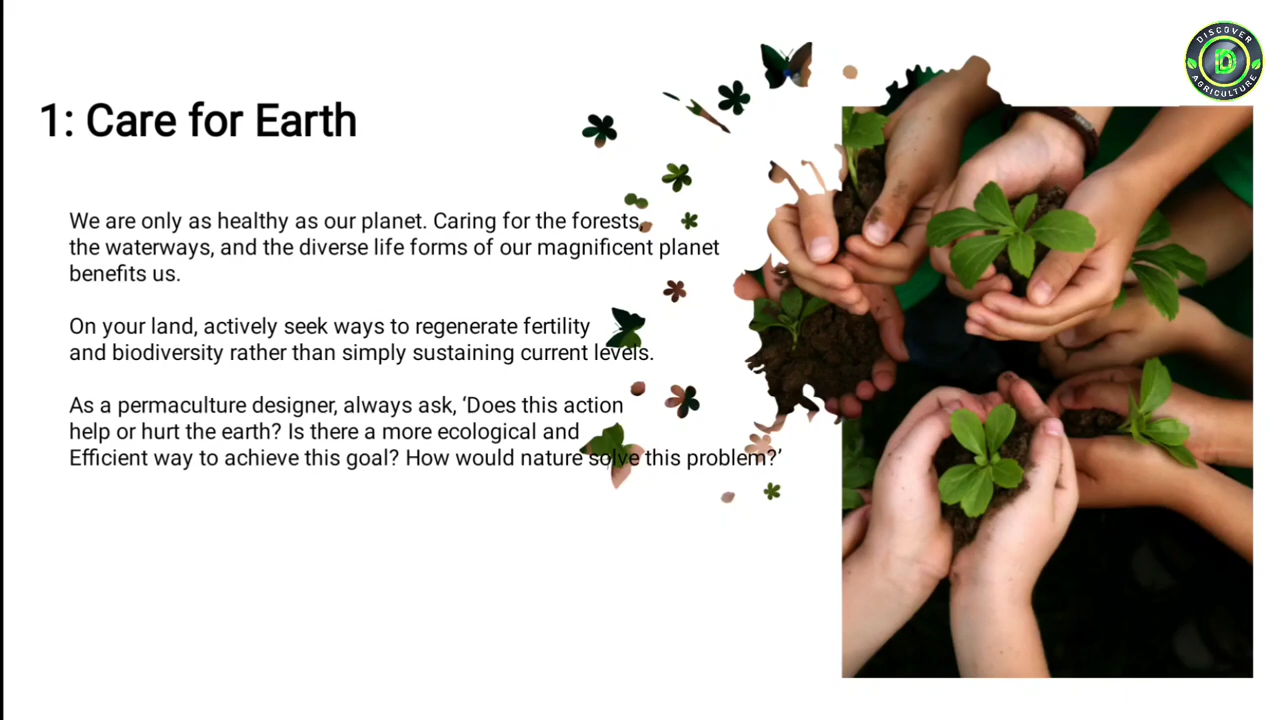 DISCOVER
AGRICULTURE
1: Care for Earth
We are only as healthy as our planet. Caring for the forests,
the waterways, and the diverse life forms of our magnificent planet
benefits us.
On your land, actively seek ways to regenerate fertility
and biodiversity rather than simply sustaining current levels.
As a permaculture designer, always ask, ‘Does this action
help or hurt the earth? Is there a more ecological and
Efficient way to achieve this goal? How would nature solve this problem?’